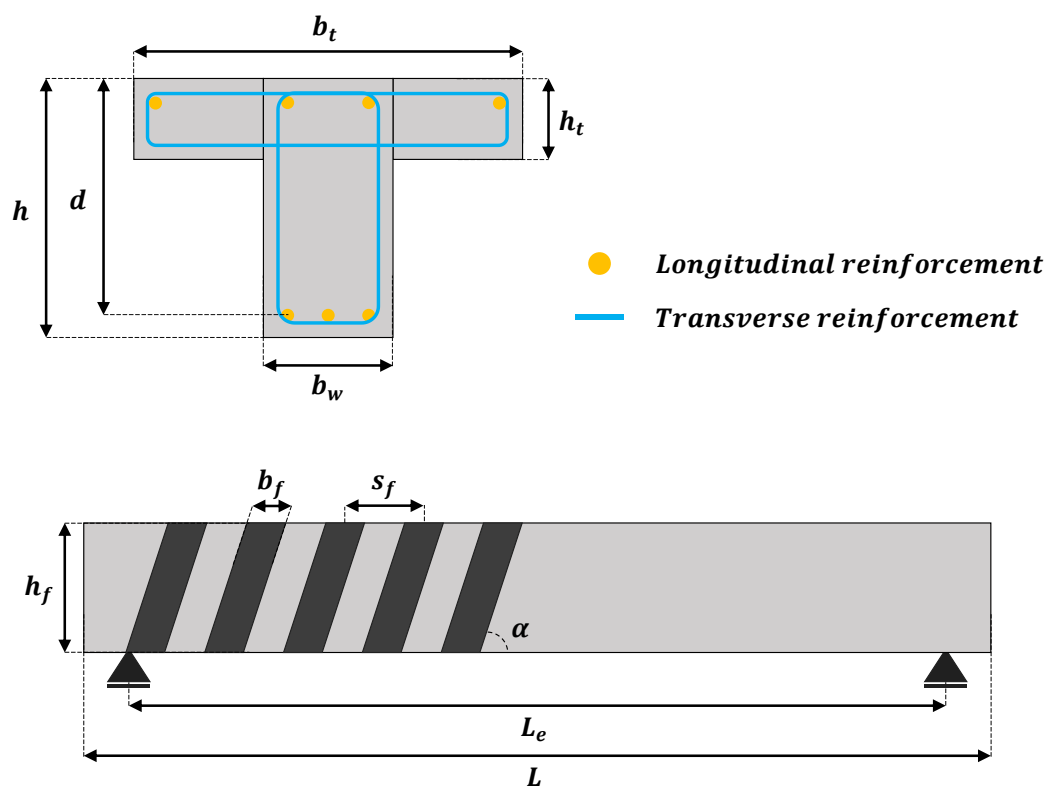 b_t
h_t
h
d
Longitudinal reinforcement
Transverse reinforcement
b_w
b_f
s_f
h_f
α
L_e
L